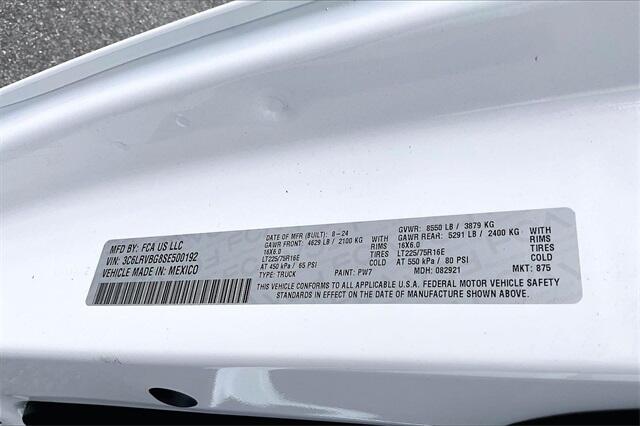 MFD BY: FCA US LLC
VIN: 3C6LRVBG8SE500192
VEHICLE MADE IN: MEXICO
DATE OF MFR (BUILT): 8-24
GAWR FRONT: 4629 LB / 2100 KG WITH
16X6.0 RIMS
LT225/75R16E TIRES
AT 450 kPa / 65 PSI COLD
TYPE: TRUCK PAINT: PW7
GVWR: 8550 LB / 3879 KG
GAWR REAR: 5291 LB / 2400 KG WITH
16X6.0 RIMS
LT225/75R16E TIRES
AT 550 kPa / 80 PSI COLD
MDH: 082921 MKT: 875
THIS VEHICLE CONFORMS TO ALL APPLICABLE U.S.A. FEDERAL MOTOR VEHICLE SAFETY
STANDARDS IN EFFECT ON THE DATE OF MANUFACTURE SHOWN ABOVE